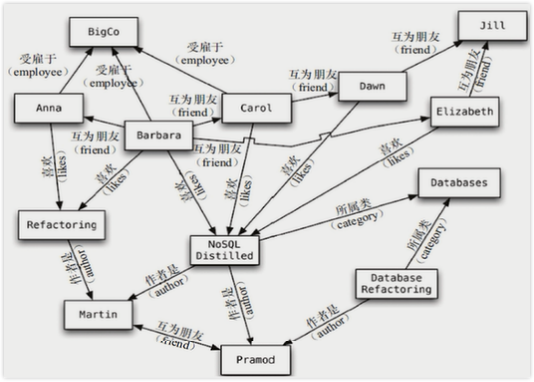 BigCo
Jill
受雇于
(employee)
受雇于
(employee)
受雇于
(employee)
互为朋友
(friend)
互为朋友
(friend)
互为朋友
(friend)
Dawn
Anna
Carol
Elizabeth
Barbara
互为朋友
(friend)
互为朋友
(friend)
互为朋友
(friend)
喜欢
(likes)
喜欢
(likes)
喜欢
(likes)
喜欢
(likes)
喜欢
(likes)
喜欢
(likes)
Databases
所属类
(category)
所属类
(category)
Refactoring
NoSQL
Distilled
作者是
(author)
作者是
(author)
作者是
(author)
作者是
(author)
Database
Refactoring
Martin
互为朋友
(friend)
Pramod